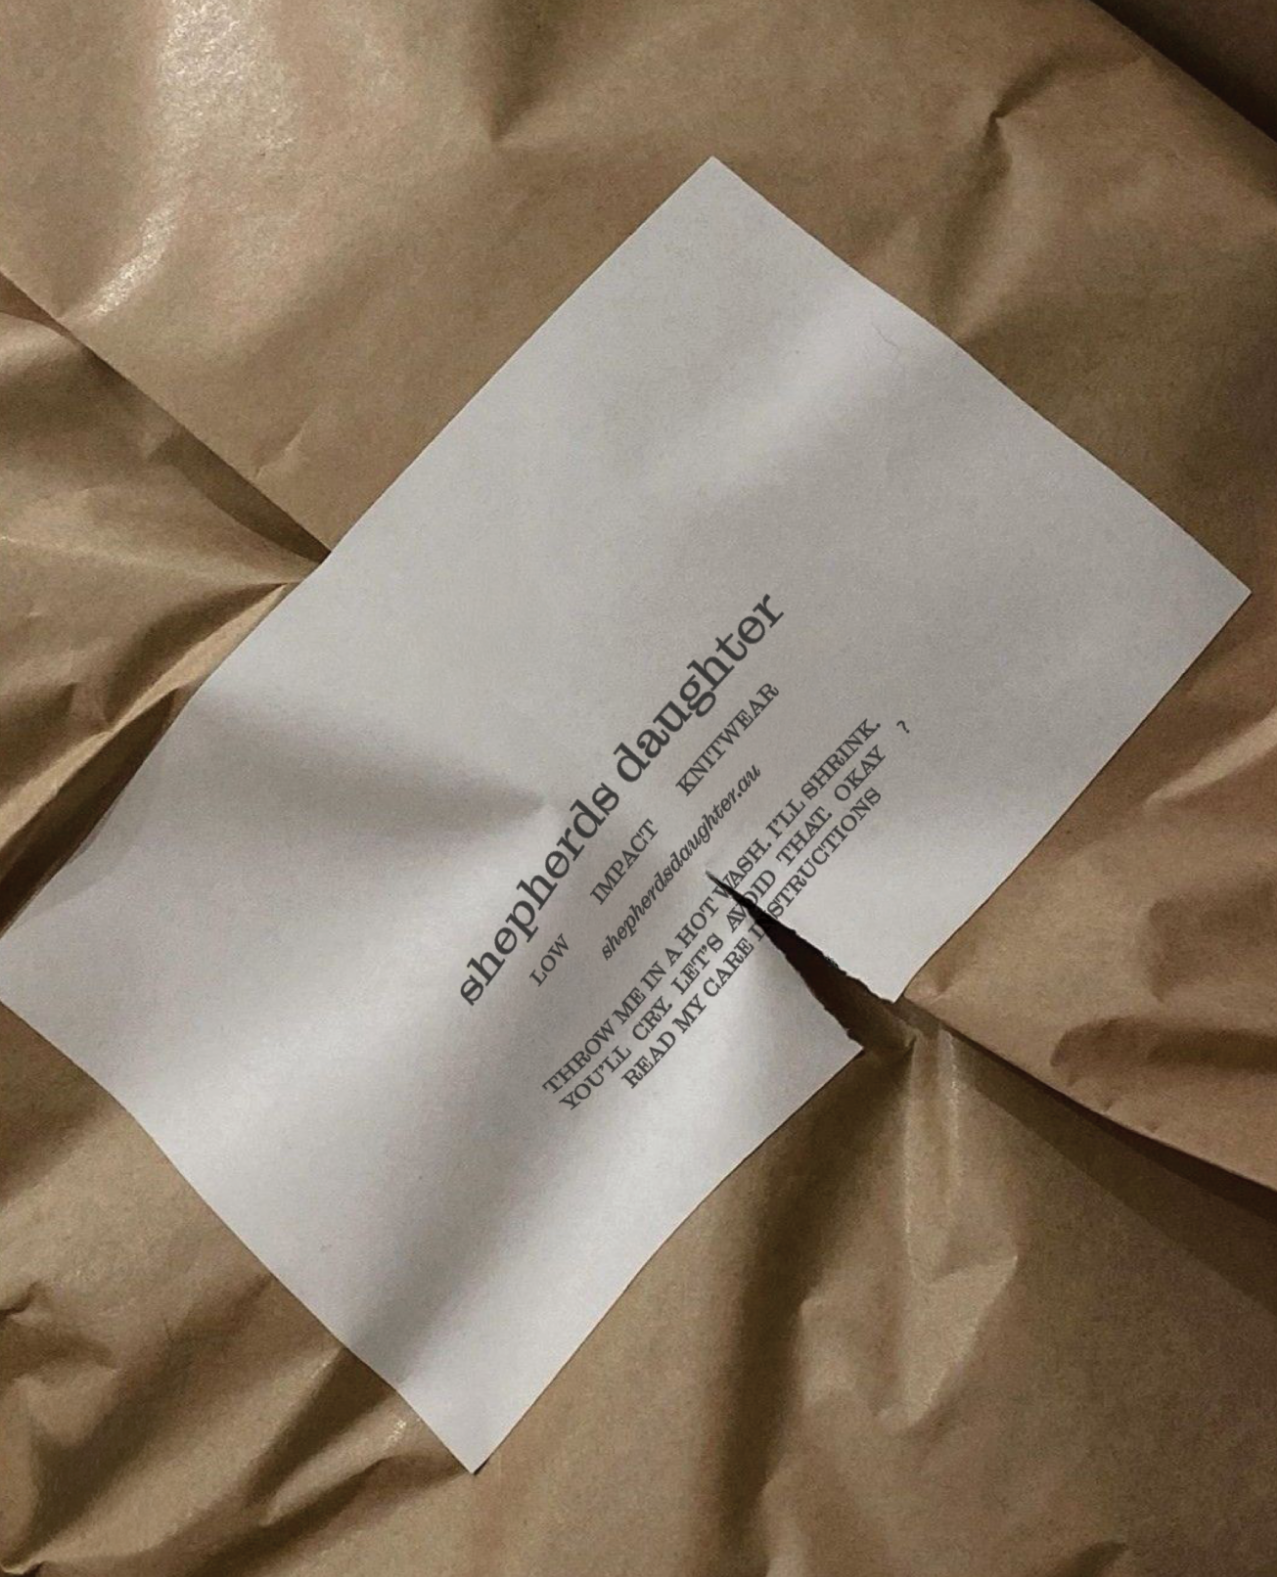 shepherds daughter
LOW IMPACT KNITWEAR
shepherdsdaughter.au
THROW ME IN A HOT WASH. I'LL SHRINK.
YOU'LL CRY. LET'S AVOID THAT. OKAY ?
READ MY CARE INSTRUCTIONS